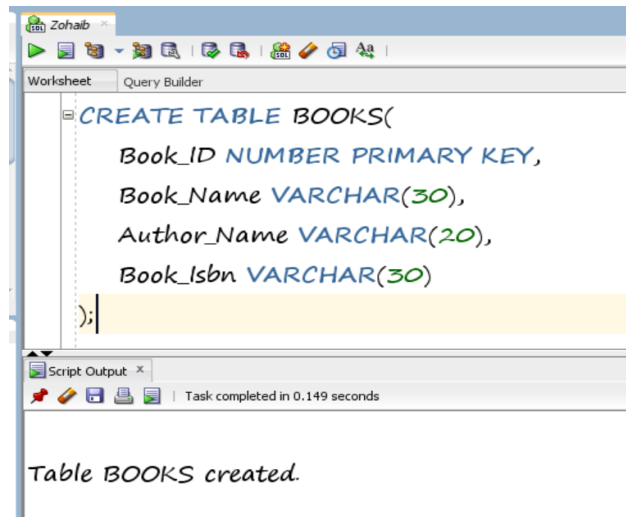 Zohaib
Worksheet Query Builder
CREATE TABLE BOOKS(
Book_ID NUMBER PRIMARY KEY,
Book_Name VARCHAR(30),
Author_Name VARCHAR(20),
Book_Isbn VARCHAR(30)
);
Script Output
Task completed in 0.149 seconds
Table BOOKS created.